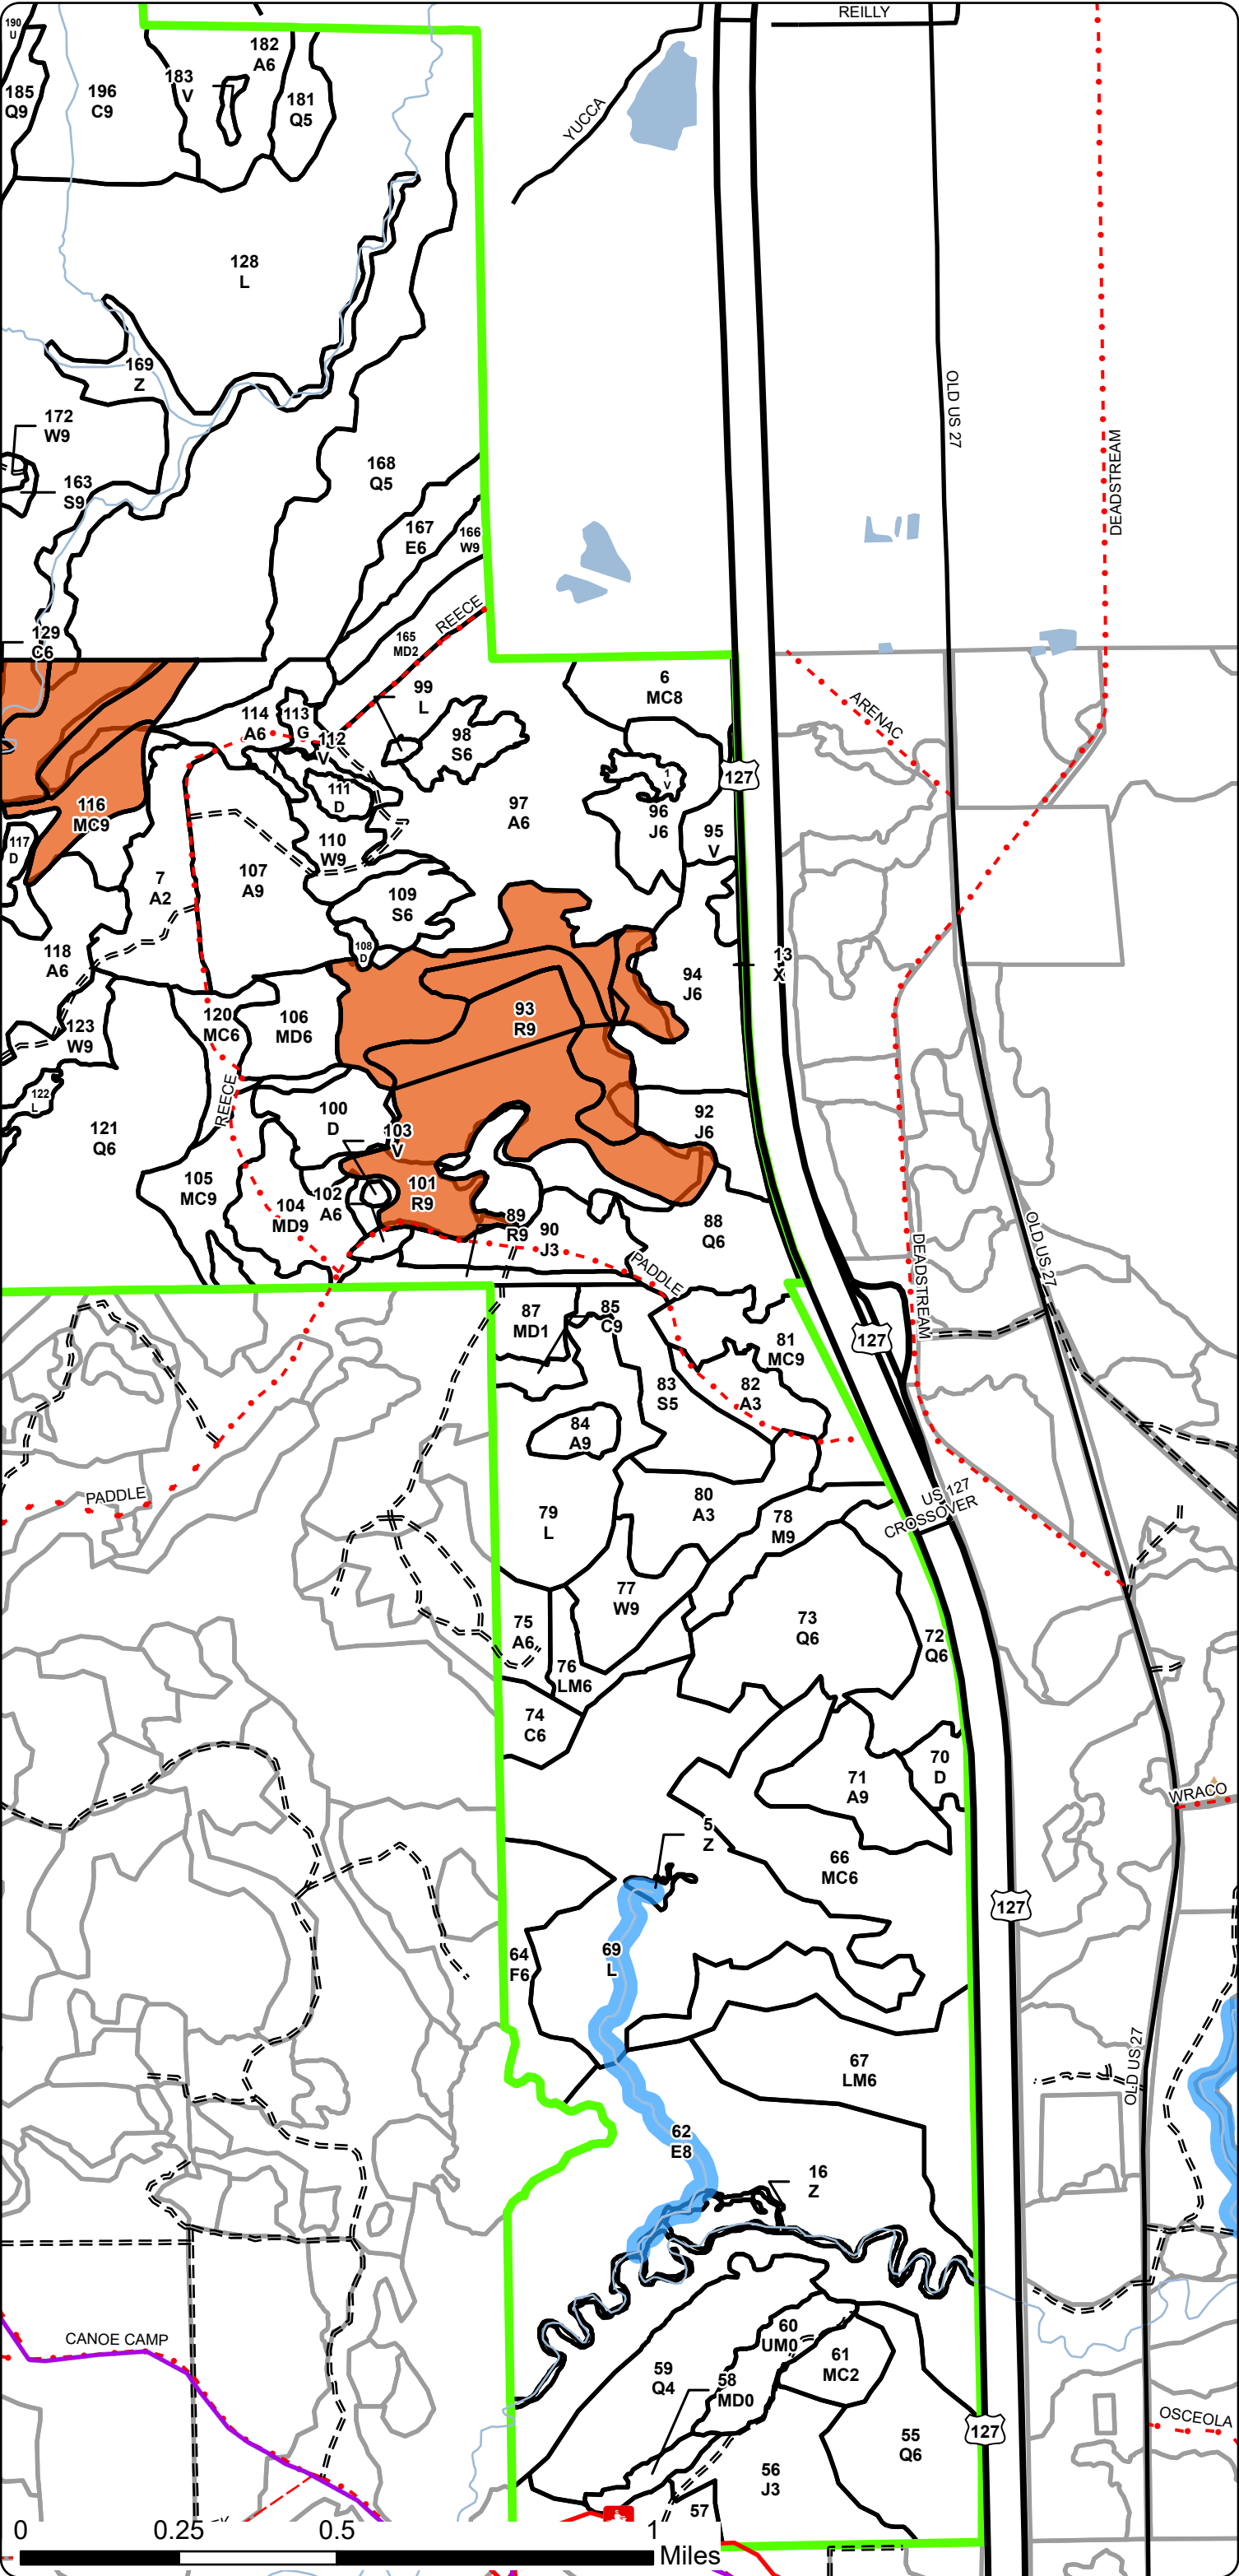 REILLY
190
U
182
A6
183
V
185
Q9
196
C9
181
Q5
YUCCA
128
L
169
Z
OLD US 27
172
W9
DEADSTREAM
168
Q5
163
S9
167
E6
166
W9
REECE
129
C6
165
MD2
6
MC8
99
L
ARENAC
114
A6
113
G
112
V
98
S6
127
1
V
111
D
116
MC9
97
A6
96
J6
95
V
117
D
110
W9
7
A2
107
A9
109
S6
108
D
118
A6
13
X
94
J6
93
R9
120
MC6
106
MD6
123
W9
122
L
REECE
100
D
92
J6
121
Q6
103
V
105
MC9
101
R9
102
A6
104
MD9
89
R9
90
J3
88
Q6
OLD US 27
DEADSTREAM
PADDLE
87
MD1
85
C9
81
MC9
127
83
S5
82
A3
84
A9
PADDLE
80
A3
79
L
78
M9
US 127
CROSSOVER
77
W9
75
A6
73
Q6
72
Q6
76
LM6
74
C6
70
D
71
A9
WRACO
5
Z
66
MC6
127
69
L
64
F6
OLD US 27
67
LM6
62
E8
16
Z
CANOE CAMP
60
UM0
61
MC2
59
Q4
58
MD0
OSCEOLA
127
55
Q6
56
J3
57
0 0.25 0.5 1
Miles